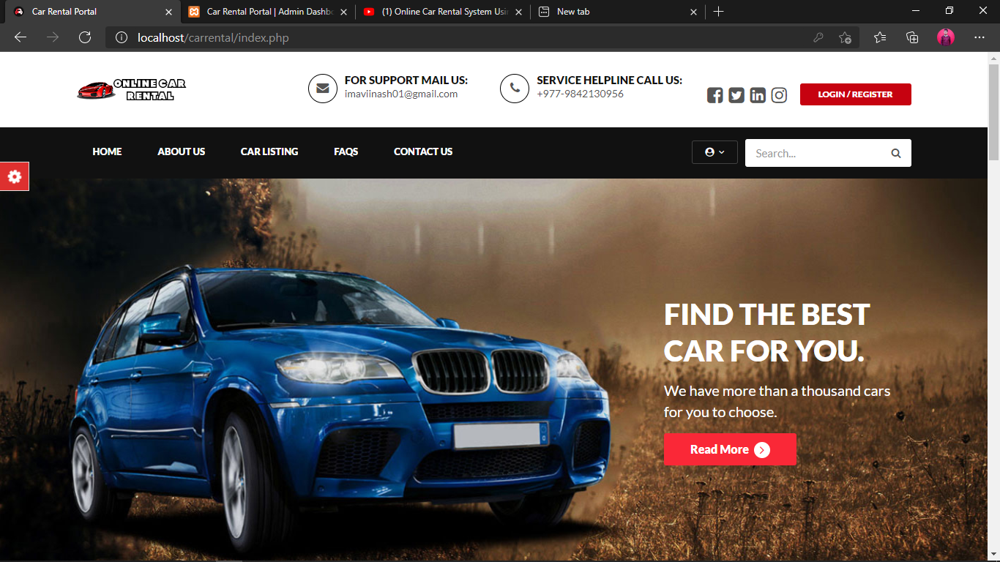 Car Rental Portal
Car Rental Portal | Admin Dashbo
(1) Online Car Rental System Usin
New tab
localhost/carrental/index.php
ONLINE CAR
RENTAL
FOR SUPPORT MAIL US:
imaviinash01@gmail.com
SERVICE HELPLINE CALL US:
+977-9842130956
LOGIN / REGISTER
HOME
ABOUT US
CAR LISTING
FAQS
CONTACT US
Search...
FIND THE BEST
CAR FOR YOU.
We have more than a thousand cars
for you to choose.
Read More